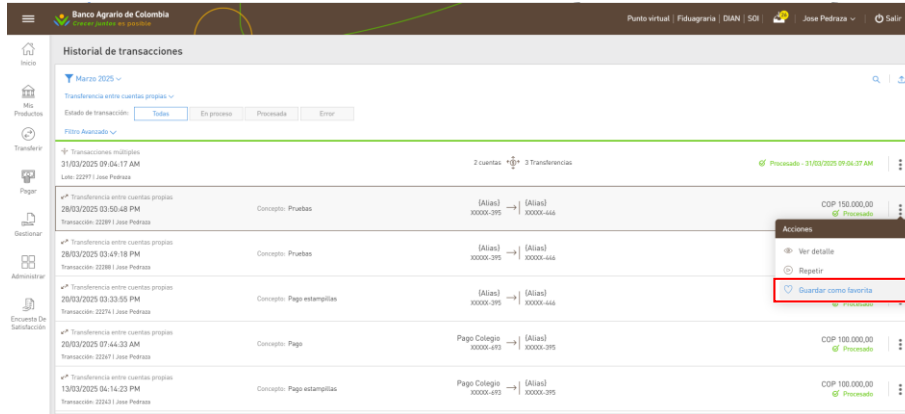 Banco Agrario de Colombia
Crecer juntos es posible
Punto virtual | Fiduagraria | DIAN | SOI | Jose Pedraza | Salir
Inicio
Mis Productos
Transferir
Pagar
Gestionar
Administrar
Encuesta De Satisfacción
Historial de transacciones
Marzo 2025
Transferencia entre cuentas propias
Estado de transacción: Todas En proceso Procesada Error
Filtro Avanzado
Transacciones múltiples
31/03/2025 09:04:17 AM 2 cuentas 3 Transferencias Procesado - 31/03/2025 09:04:37 AM
Lote: 22297 | Jose Pedraza
Transferencia entre cuentas propias
28/03/2025 03:50:48 PM Concepto: Pruebas (Alias) XXXXX-395 (Alias) XXXXX-446 COP 150.000,00 Procesado
Transacción: 22289 | Jose Pedraza
Acciones
Ver detalle
Repetir
Guardar como favorita
Transferencia entre cuentas propias
28/03/2025 03:49:18 PM Concepto: Pruebas (Alias) XXXXX-395 (Alias) XXXXX-446
Transacción: 22288 | Jose Pedraza
Transferencia entre cuentas propias
20/03/2025 03:33:55 PM Concepto: Pago estampillas (Alias) XXXXX-395 (Alias) XXXXX-446 Procesado
Transacción: 22274 | Jose Pedraza
Transferencia entre cuentas propias
20/03/2025 07:44:33 AM Concepto: Pago Pago Colegio XXXXX-693 (Alias) XXXXX-395 COP 100.000,00 Procesado
Transacción: 22267 | Jose Pedraza
Transferencia entre cuentas propias
13/03/2025 04:14:23 PM Concepto: Pago estampillas Pago Colegio XXXXX-693 (Alias) XXXXX-395 COP 100.000,00 Procesado
Transacción: 22243 | Jose Pedraza